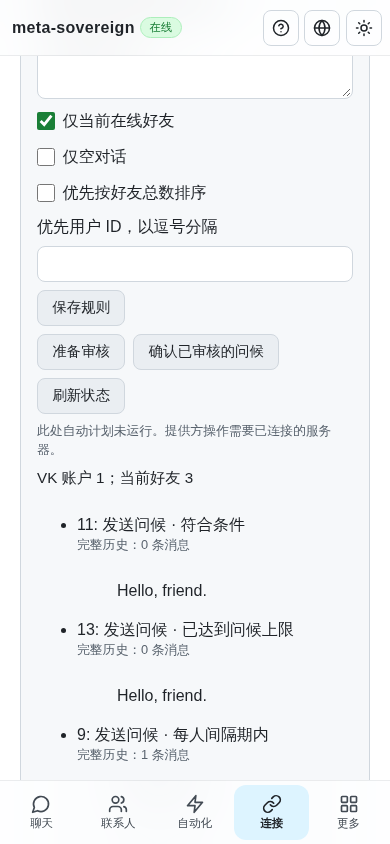 meta-sovereign 在线
仅当前在线好友
仅空对话
优先按好友总数排序
优先用户 ID，以逗号分隔
保存规则
准备审核 确认已审核的问候
刷新状态
此处自动计划未运行。提供方操作需要已连接的服务
器。
VK 账户 1；当前好友 3
11: 发送问候 · 符合条件
完整历史：0 条消息
Hello, friend.
13: 发送问候 · 已达到问候上限
完整历史：0 条消息
Hello, friend.
9: 发送问候 · 每人间隔期内
完整历史：1 条消息
聊天 联系人 自动化 连接 更多